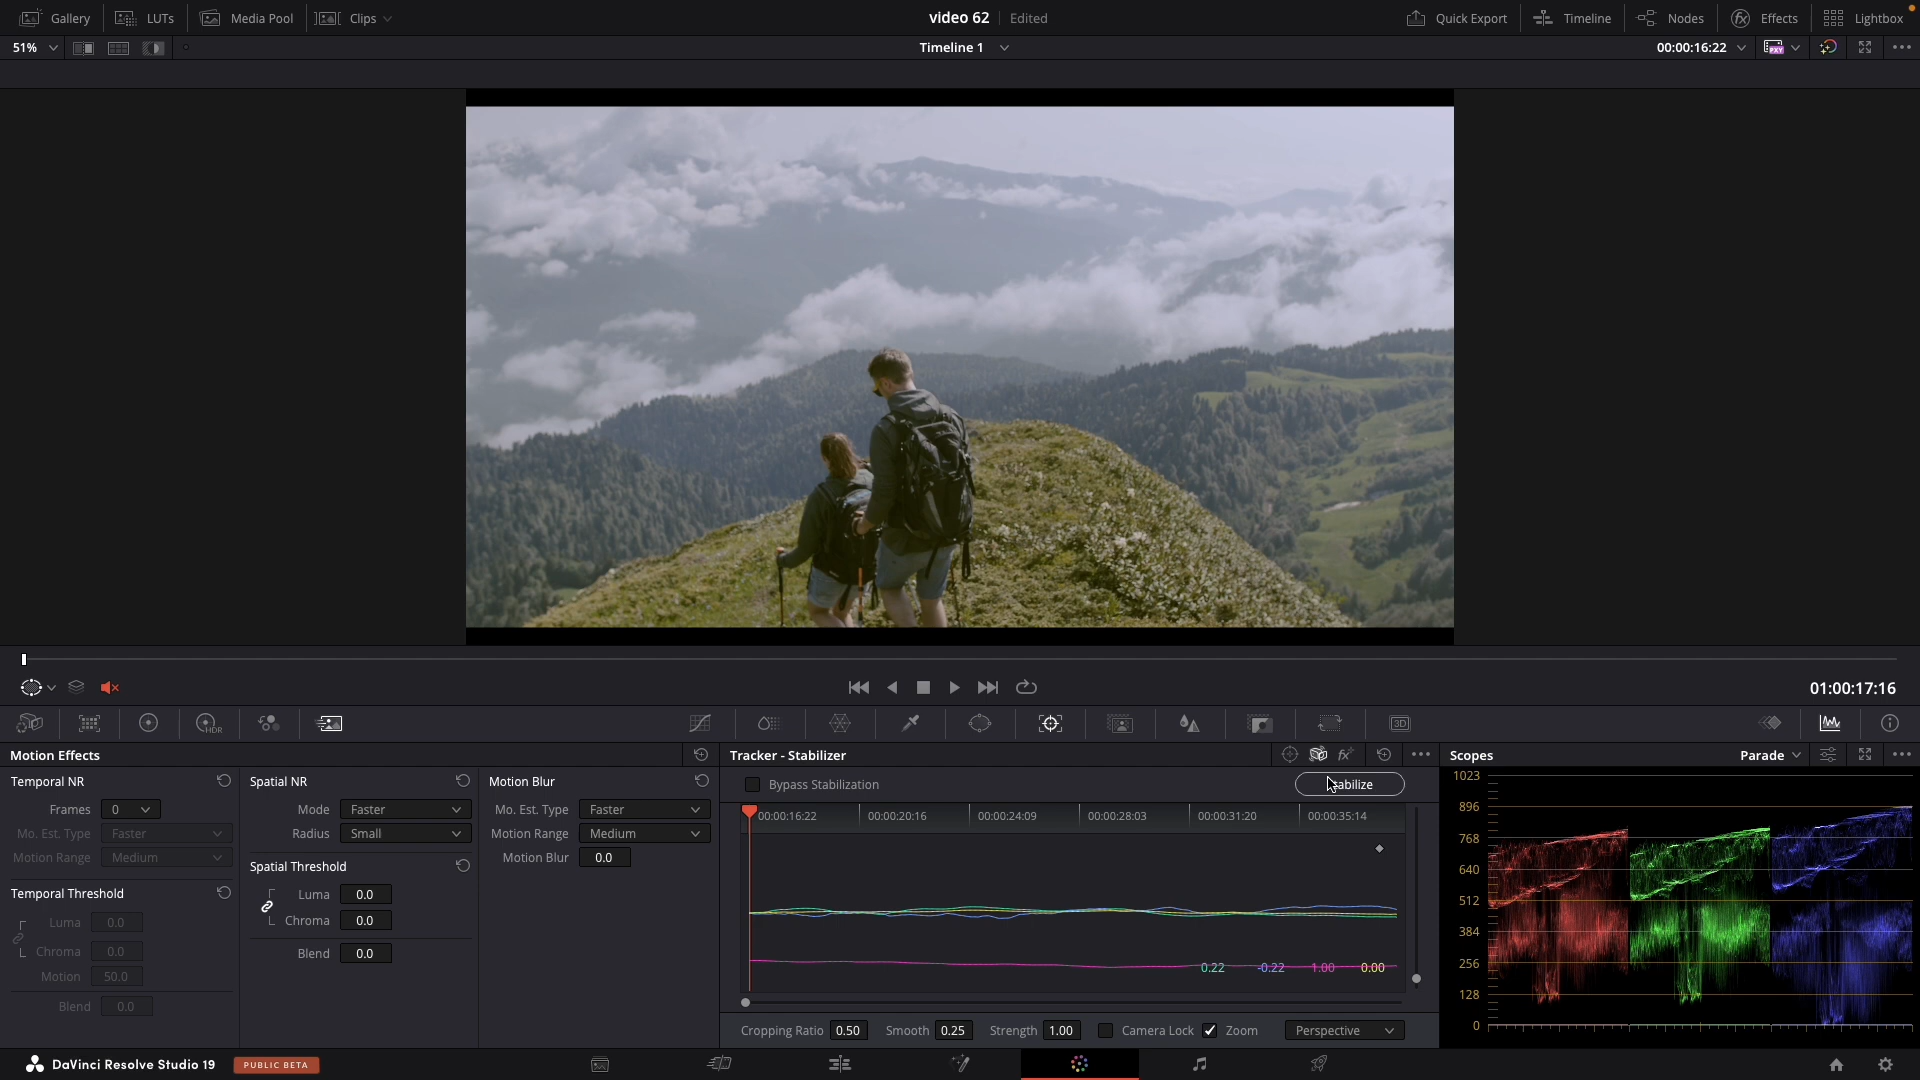 Gallery LUTs Media Pool Clips video 62 Edited Quick Export Timeline Nodes Effects Lightbox
51% Timeline 1 00:00:16:22 PXY
01:00:17:16
HDR 3D
Motion Effects
Temporal NR
Frames 0
Mo. Est. Type Faster
Motion Range Medium
Temporal Threshold
Luma 0.0
Chroma 0.0
Motion 50.0
Blend 0.0
Spatial NR
Mode Faster
Radius Small
Spatial Threshold
Luma 0.0
Chroma 0.0
Blend 0.0
Motion Blur
Mo. Est. Type Faster
Motion Range Medium
Motion Blur 0.0
Tracker - Stabilizer
Bypass Stabilization
00:00:16:22 00:00:20:16 00:00:24:09 00:00:28:03 00:00:31:20 00:00:35:14
0.22 -0.22 1.00 0.00
Cropping Ratio 0.50 Smooth 0.25 Strength 1.00 Camera Lock Zoom Perspective
Scopes Parade
1023
896
768
640
512
384
256
128
0
DaVinci Resolve Studio 19 PUBLIC BETA